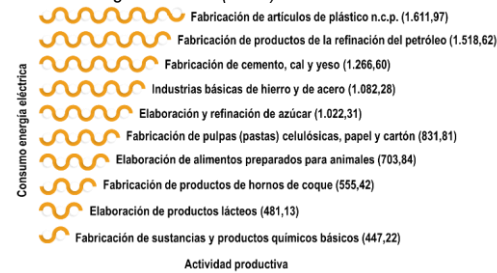 Fabricación de artículos de plástico n.c.p. (1.611,97)
Fabricación de productos de la refinación del petróleo (1.518,62)
Fabricación de cemento, cal y yeso (1.266,60)
Industrias básicas de hierro y de acero (1.082,28)
Elaboración y refinación de azúcar (1.022,31)
Fabricación de pulpas (pastas) celulósicas, papel y cartón (831,81)
Elaboración de alimentos preparados para animales (703,84)
Fabricación de productos de hornos de coque (555,42)
Elaboración de productos lácteos (481,13)
Fabricación de sustancias y productos químicos básicos (447,22)
Consumo energía eléctrica
Actividad productiva